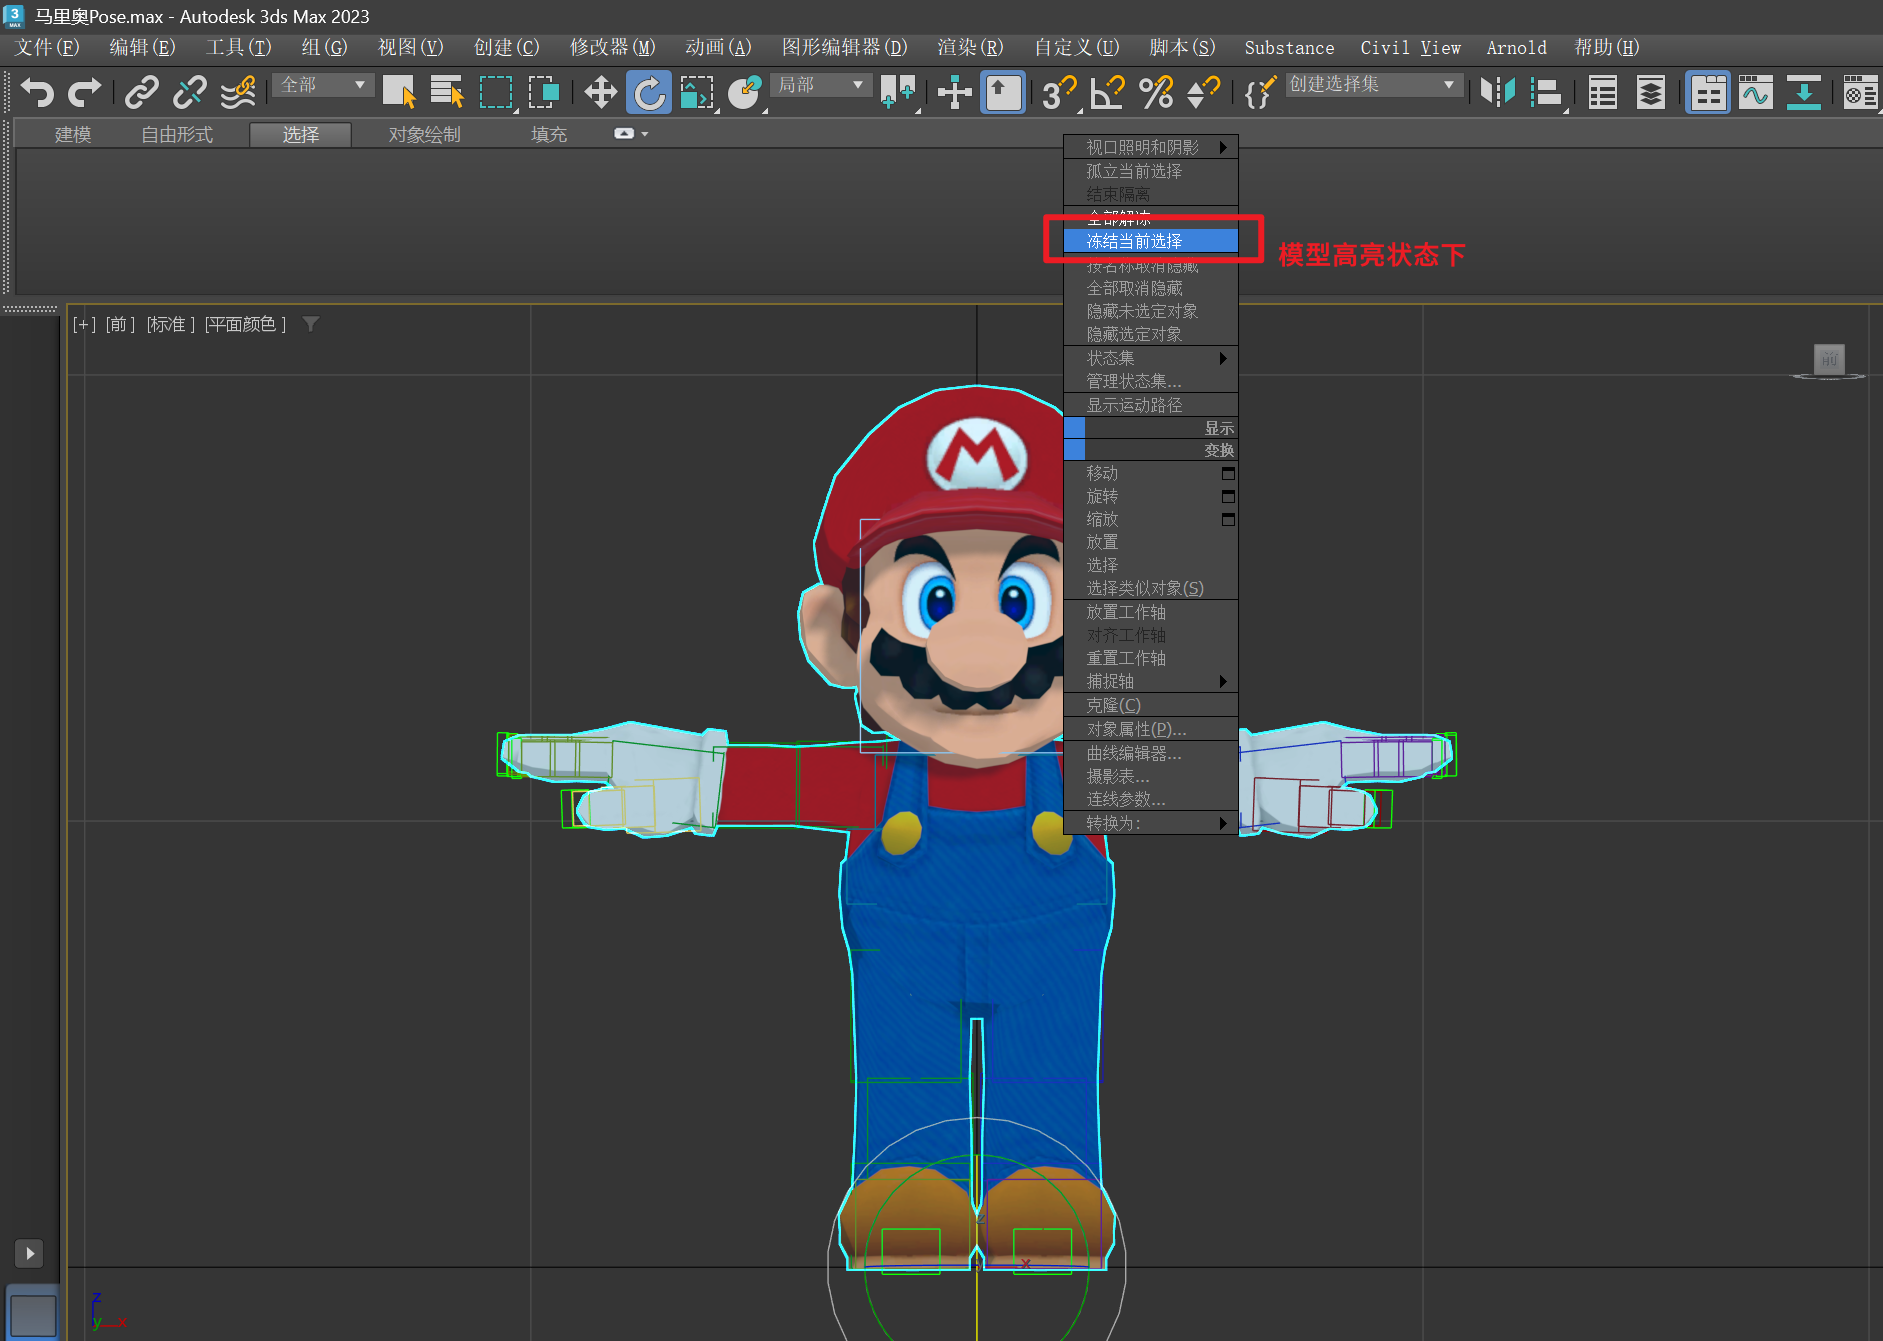 马里奥Pose.max - Autodesk 3ds Max 2023
文件(F) 编辑(E) 工具(T) 组(G) 视图(V) 创建(C) 修改器(M) 动画(A) 图形编辑器(D) 渲染(R) 自定义(U) 脚本(S) Substance Civil View Arnold 帮助(H)
全部 局部 创建选择集
建模 自由形式 选择 对象绘制 填充
视口照明和阴影
孤立当前选择
结束隔离
全部解冻
冻结当前选择
模型高亮状态下
按名称取消隐藏
全部取消隐藏
隐藏未选定对象
隐藏选定对象
[+] [前] [标准] [平面颜色]
状态集
前
管理状态集...
显示运动路径
显示
变换
M
移动
旋转
缩放
放置
选择
选择类似对象(S)
放置工作轴
对齐工作轴
重置工作轴
捕捉轴
克隆(C)
对象属性(P)...
曲线编辑器...
摄影表...
连线参数...
转换为:
x
z
y x